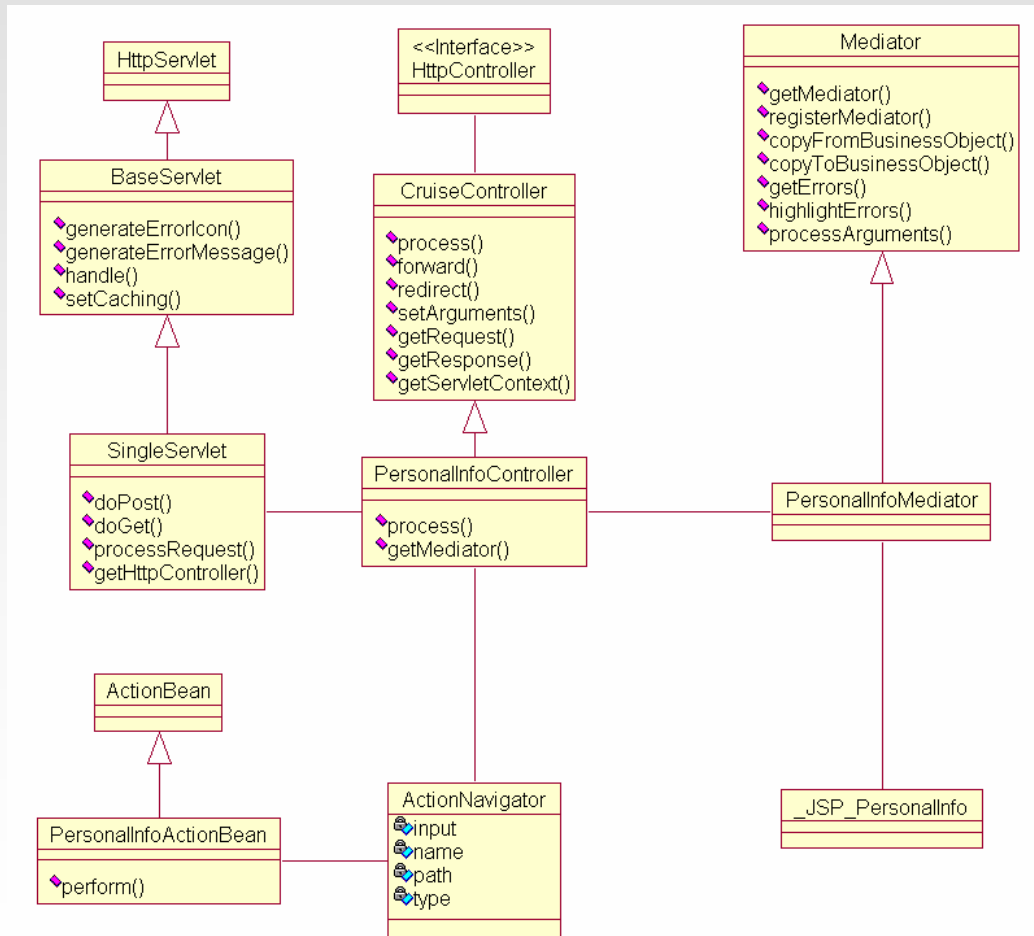 HttpServlet
<<Interface>>
HttpController
Mediator
getMediator()
registerMediator()
copyFromBusinessObject()
copyToBusinessObject()
getErrors()
highlightErrors()
processArguments()
BaseServlet
generateErrorIcon()
generateErrorMessage()
handle()
setCaching()
CruiseController
process()
forward()
redirect()
setArguments()
getRequest()
getResponse()
getServletContext()
SingleServlet
doPost()
doGet()
processRequest()
getHttpController()
PersonalInfoController
process()
getMediator()
PersonalInfoMediator
ActionBean
PersonalInfoActionBean
perform()
ActionNavigator
input
name
path
type
_JSP_PersonalInfo